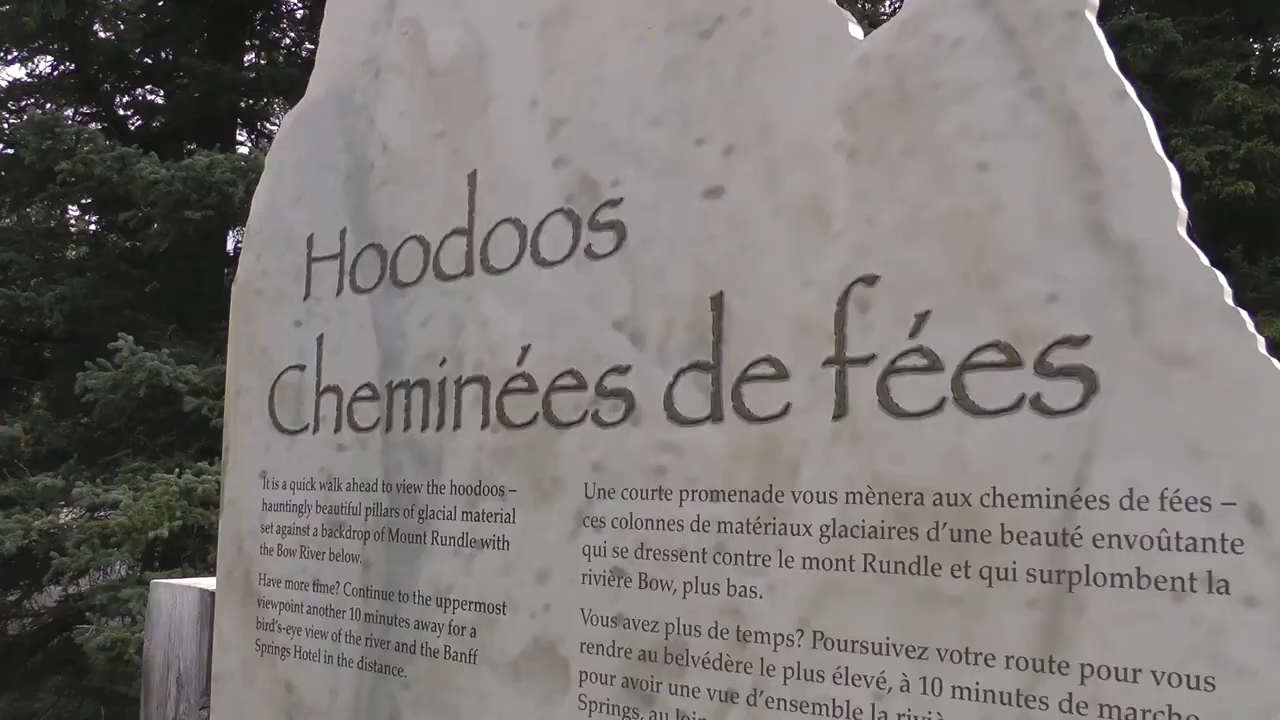 Hoodoos
Cheminées de fées
It is a quick walk ahead to view the hoodoos –
hauntingly beautiful pillars of glacial material
set against a backdrop of Mount Rundle with
the Bow River below.
Have more time? Continue to the uppermost
viewpoint another 10 minutes away for a
bird's-eye view of the river and the Banff
Springs Hotel in the distance.
Une courte promenade vous mènera aux cheminées de fées –
ces colonnes de matériaux glaciaires d'une beauté envoûtante
qui se dressent contre le mont Rundle et qui surplombent la
rivière Bow, plus bas.
Vous avez plus de temps? Poursuivez votre route pour vous
rendre au belvédère le plus élevé, à 10 minutes de marche
pour avoir une vue d'ensemble la
Springs, au